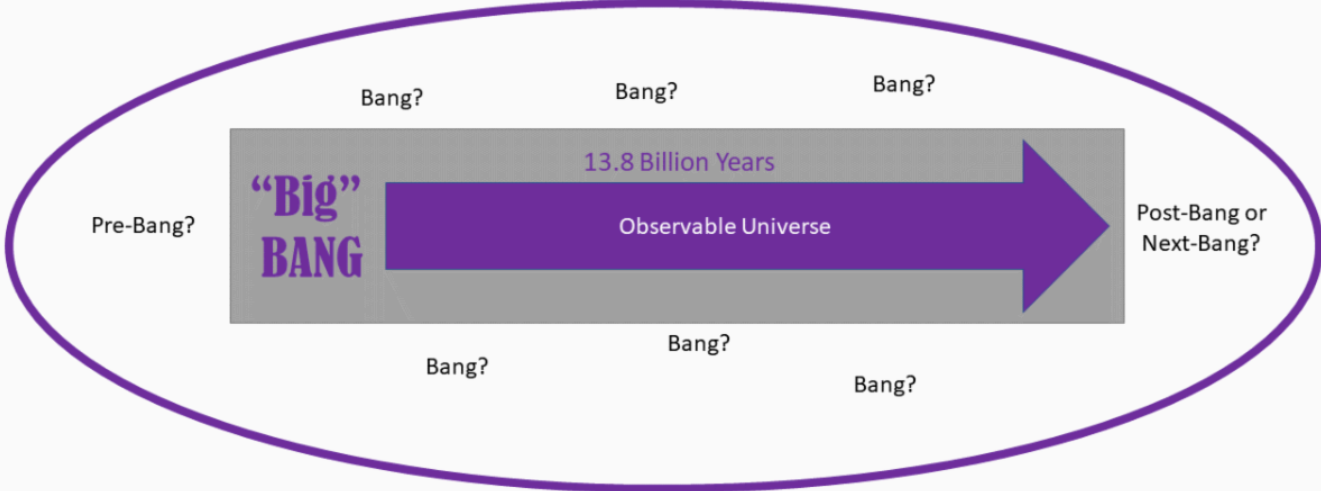 Bang?
Bang?
Bang?
13.8 Billion Years
“Big”
BANG
Observable Universe
Pre-Bang?
Post-Bang or
Next-Bang?
Bang?
Bang?
Bang?